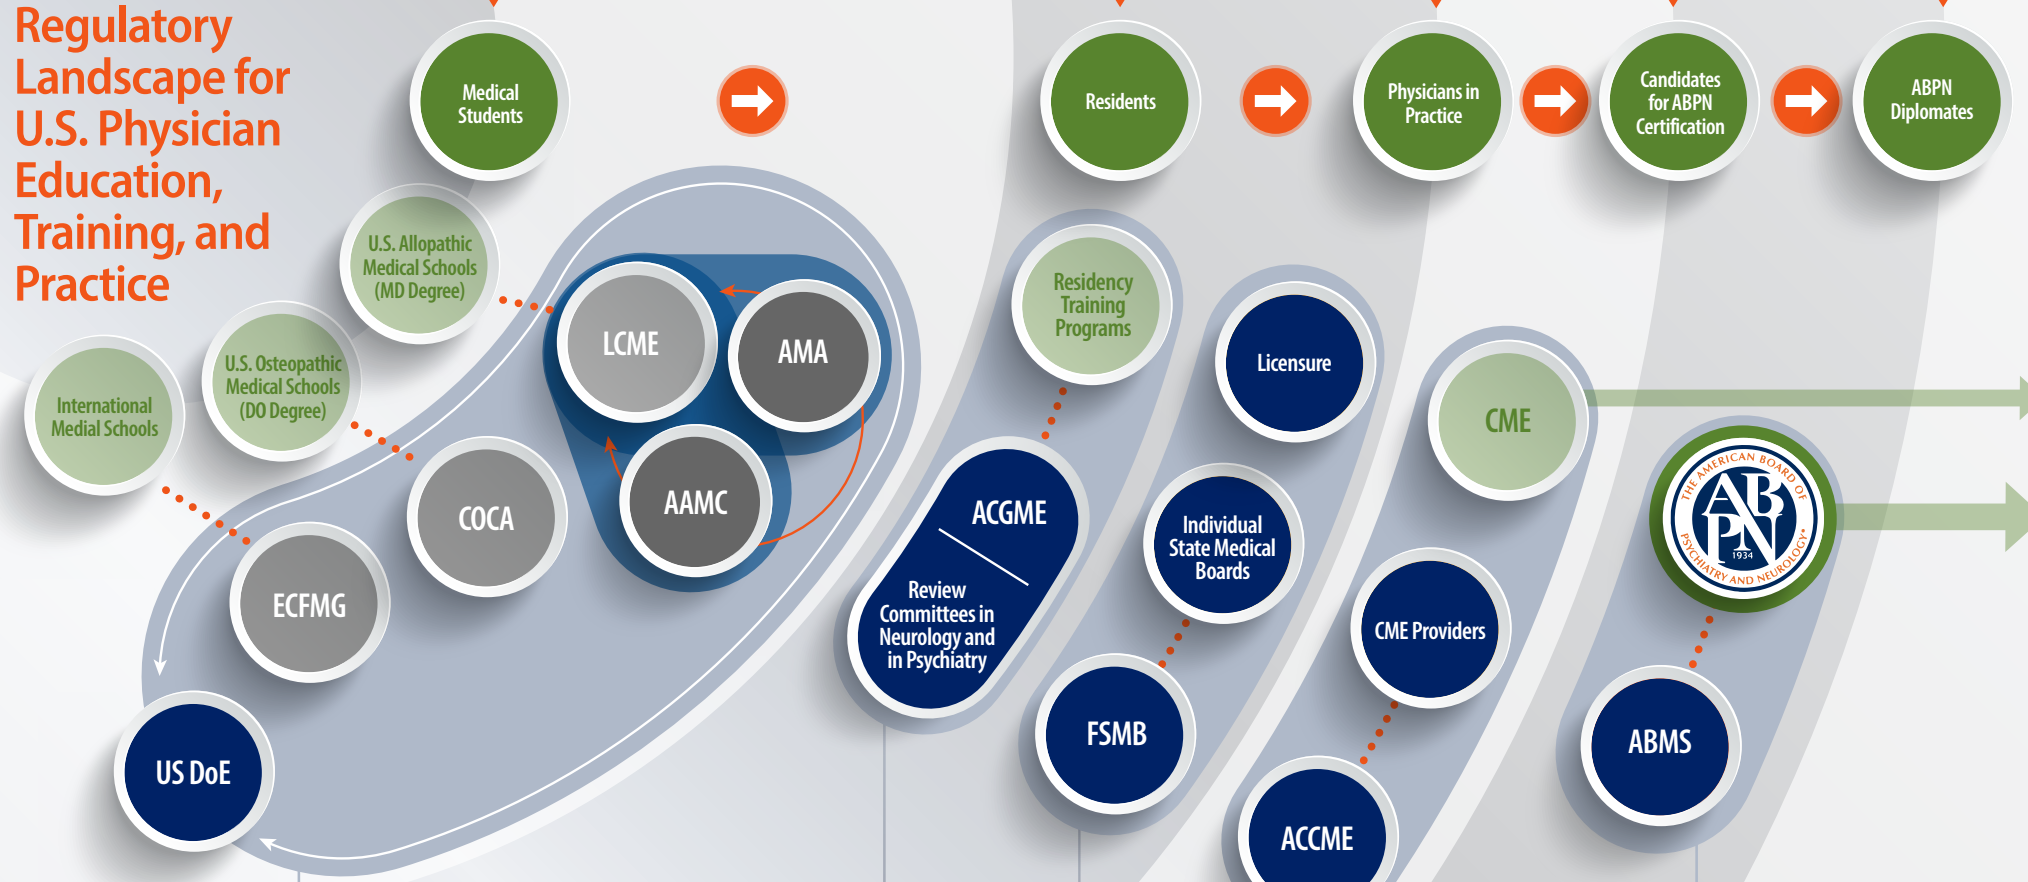 Regulatory
Landscape for
U.S. Physician
Education,
Training, and
Practice
Medical
Students
Residents
Physicians in
Practice
Candidates
for ABPN
Certification
ABPN
Diplomates
U.S. Allopathic
Medical Schools
(MD Degree)
U.S. Osteopathic
Medical Schools
(DO Degree)
International
Medial Schools
LCME
AMA
AAMC
COCA
ECFMG
US DoE
Residency
Training
Programs
ACGME
Review
Committees in
Neurology and
in Psychiatry
Licensure
Individual
State Medical
Boards
FSMB
CME
CME Providers
ACCME
THE AMERICAN BOARD OF
ABPN
1934
PSYCHIATRY AND NEUROLOGY
ABMS